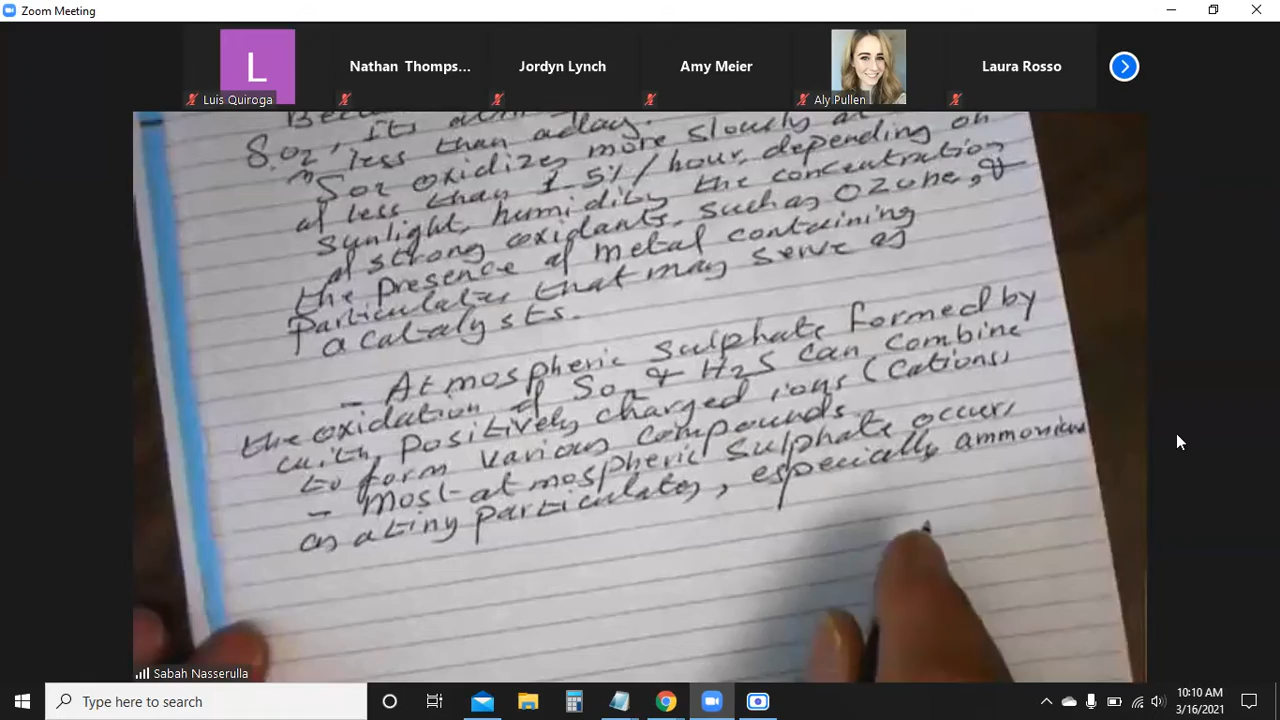 Zoom Meeting
L
Luis Quiroga
Nathan Thomps...
Jordyn Lynch
Amy Meier
Aly Pullen
Laura Rosso
SO2, its
less than a day.
SO2 oxidizes more slowly at
at less than 1-5%/hour, depending on
sunlight, humidity the concentration
of strong oxidants, such as Ozone, &
the presence of metal containing
Particulates that may serve as
a catalysts.
- Atmospheric Sulphate formed by
the oxidation of SO2 & H2S can combine
with, positively charged ions (Cations)
to form various compounds
- most-atmospheric Sulphate occurs
as a tiny particulates, especially ammonium
Sabah Nasserulla
Type here to search
10:10 AM
3/16/2021